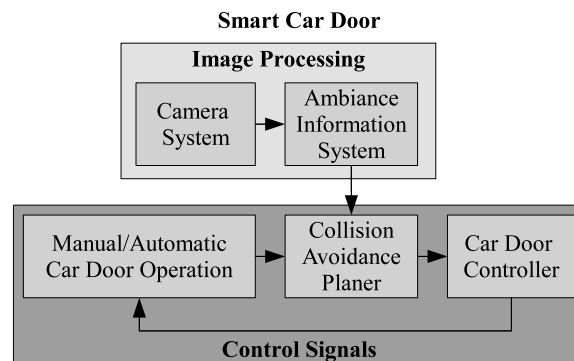 Smart Car Door
Image Processing
Camera
System
Ambiance
Information
System
Manual/Automatic
Car Door Operation
Collision
Avoidance
Planer
Car Door
Controller
Control Signals